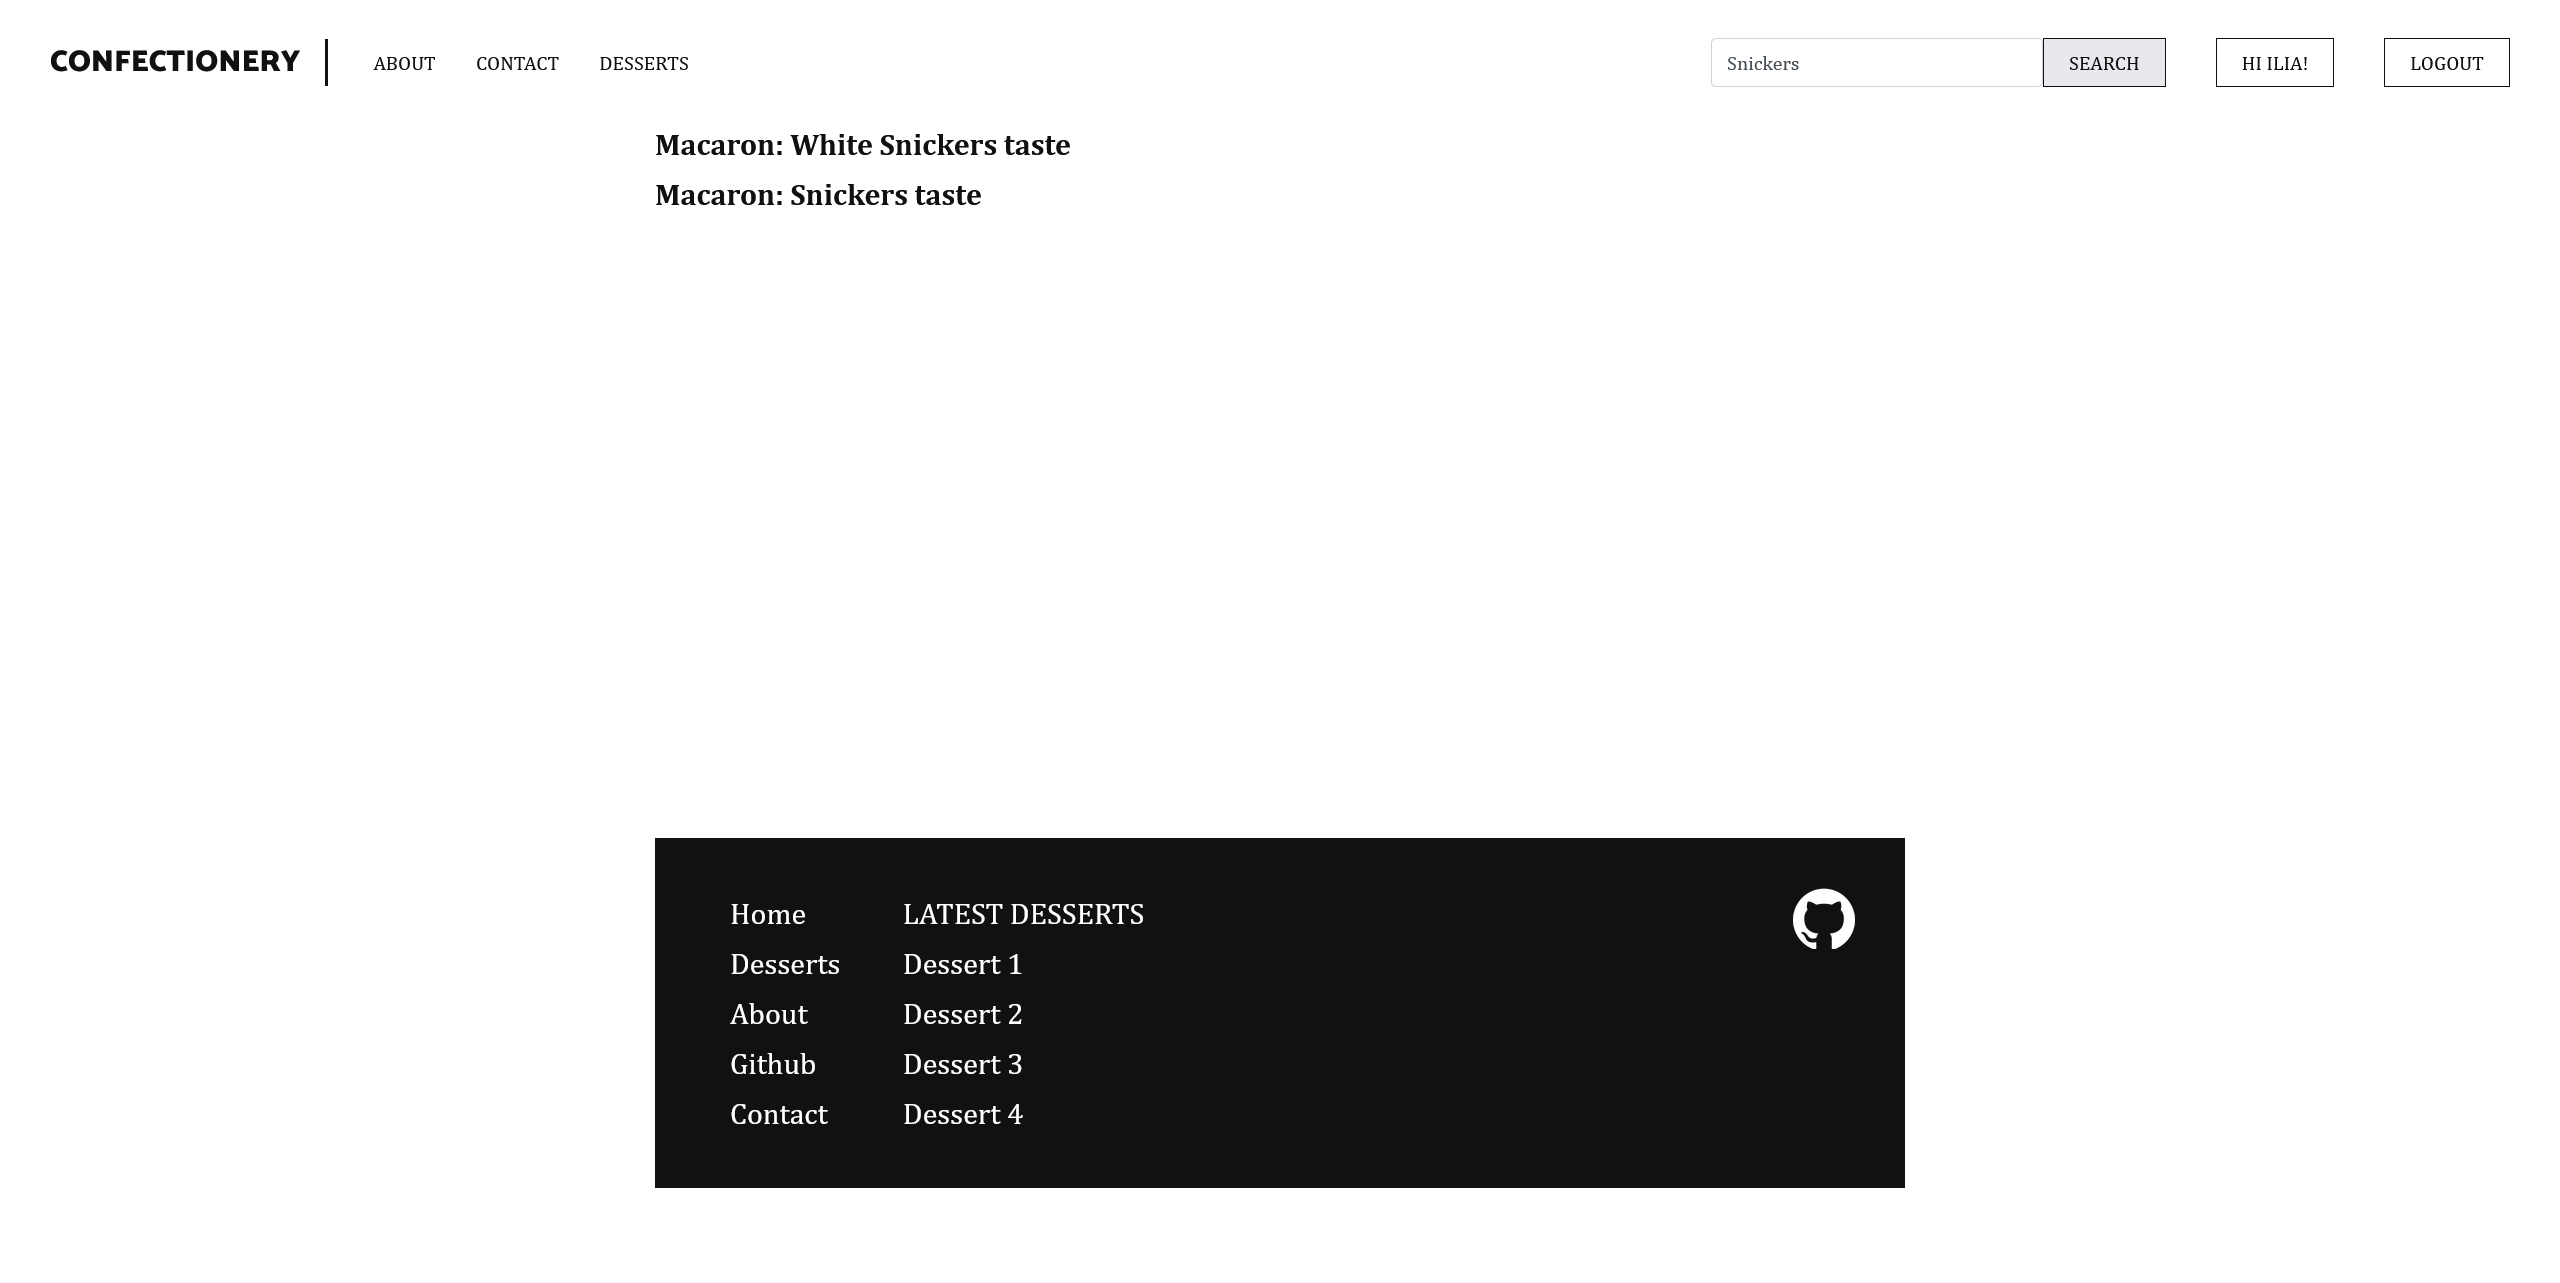 CONFECTIONERY ABOUT CONTACT DESSERTS Snickers SEARCH HI ILIA! LOGOUT
Macaron: White Snickers taste
Macaron: Snickers taste
Home
Desserts
About
Github
Contact
LATEST DESSERTS
Dessert 1
Dessert 2
Dessert 3
Dessert 4